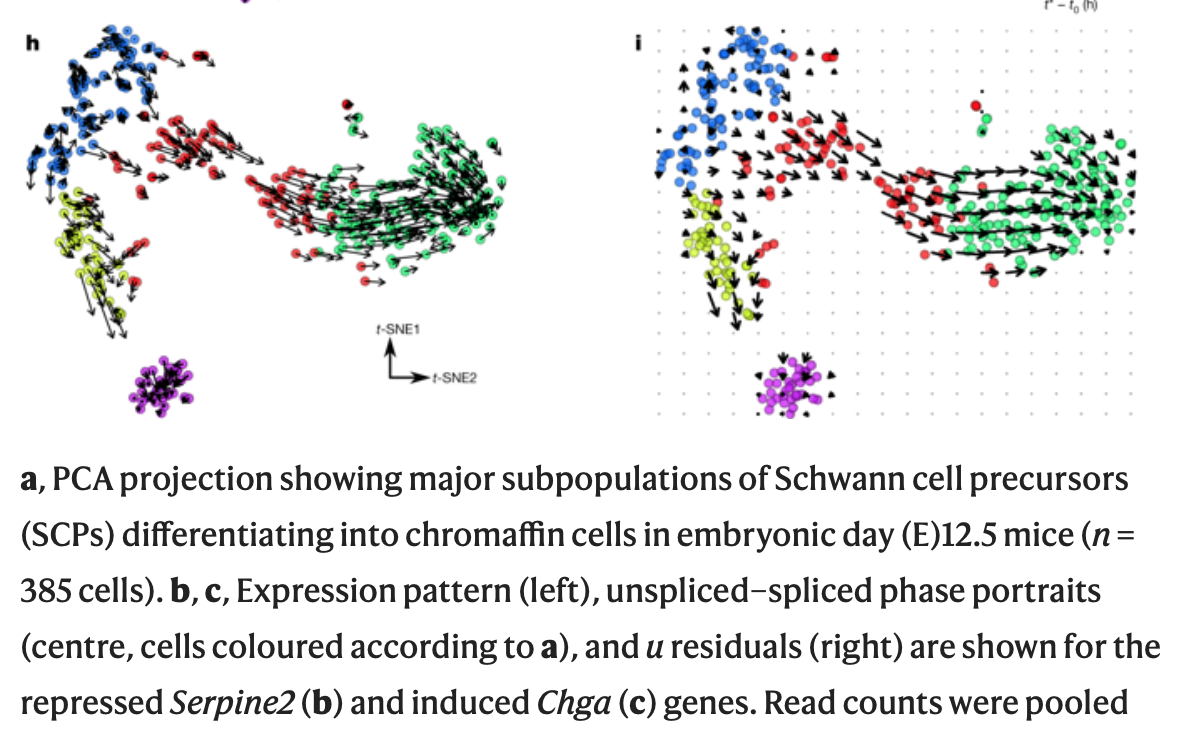 t* – t0 (h)
h
i
t-SNE1
t-SNE2
a, PCA projection showing major subpopulations of Schwann cell precursors
(SCPs) differentiating into chromaffin cells in embryonic day (E)12.5 mice (n =
385 cells). b, c, Expression pattern (left), unspliced–spliced phase portraits
(centre, cells coloured according to a), and u residuals (right) are shown for the
repressed Serpine2 (b) and induced Chga (c) genes. Read counts were pooled